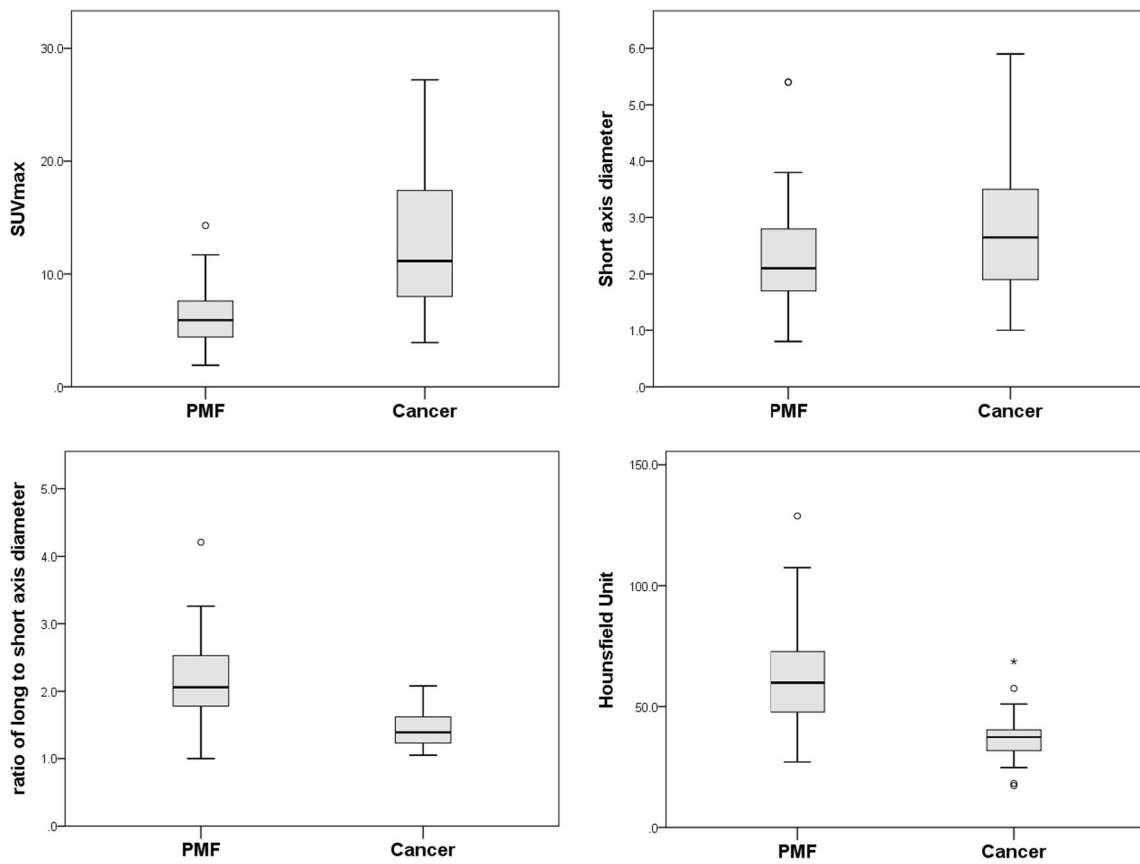 SUVmax
30.0
20.0
10.0
.0
PMF
Cancer
Short axis diameter
6.0
5.0
4.0
3.0
2.0
1.0
.0
PMF
Cancer
ratio of long to short axis diameter
5.0
4.0
3.0
2.0
1.0
.0
PMF
Cancer
Hounsfield Unit
150.0
100.0
50.0
.0
PMF
Cancer